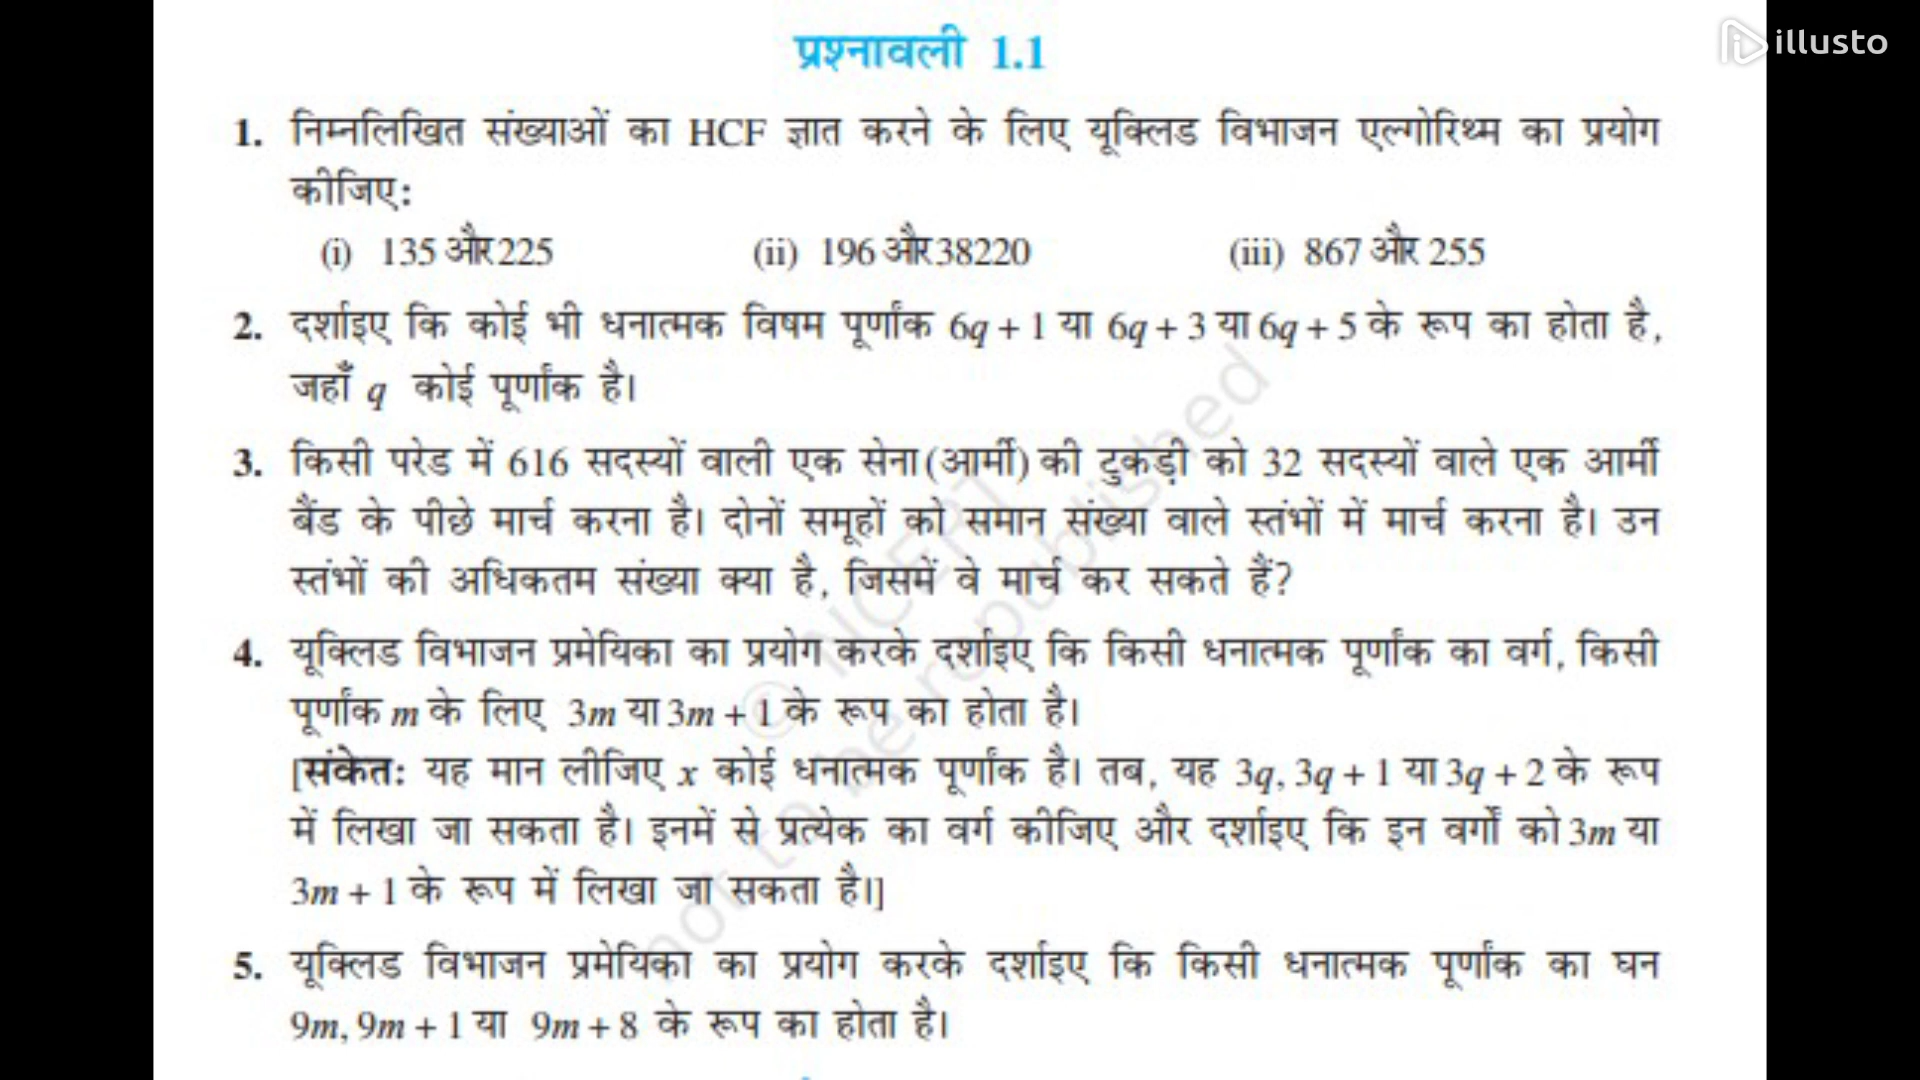 प्रश्नावली 1.1
illusto
1. निम्नलिखित संख्याओं का HCF ज्ञात करने के लिए यूक्लिड विभाजन एल्गोरिथ्म का प्रयोग
कीजिए:
(i) 135 और 225 (ii) 196 और 38220 (iii) 867 और 255
2. दर्शाइए कि कोई भी धनात्मक विषम पूर्णांक 6q + 1 या 6q + 3 या 6q + 5 के रूप का होता है,
जहाँ q कोई पूर्णांक है।
3. किसी परेड में 616 सदस्यों वाली एक सेना (आर्मी) की टुकड़ी को 32 सदस्यों वाले एक आर्मी
बैंड के पीछे मार्च करना है। दोनों समूहों को समान संख्या वाले स्तंभों में मार्च करना है। उन
स्तंभों की अधिकतम संख्या क्या है, जिसमें वे मार्च कर सकते हैं?
4. यूक्लिड विभाजन प्रमेयिका का प्रयोग करके दर्शाइए कि किसी धनात्मक पूर्णांक का वर्ग, किसी
पूर्णांक m के लिए 3m या 3m + 1 के रूप का होता है।
[संकेत: यह मान लीजिए x कोई धनात्मक पूर्णांक है। तब, यह 3q, 3q + 1 या 3q + 2 के रूप
में लिखा जा सकता है। इनमें से प्रत्येक का वर्ग कीजिए और दर्शाइए कि इन वर्गों को 3m या
3m + 1 के रूप में लिखा जा सकता है।]
5. यूक्लिड विभाजन प्रमेयिका का प्रयोग करके दर्शाइए कि किसी धनात्मक पूर्णांक का घन
9m, 9m + 1 या 9m + 8 के रूप का होता है।
© NCERT
not to be republished